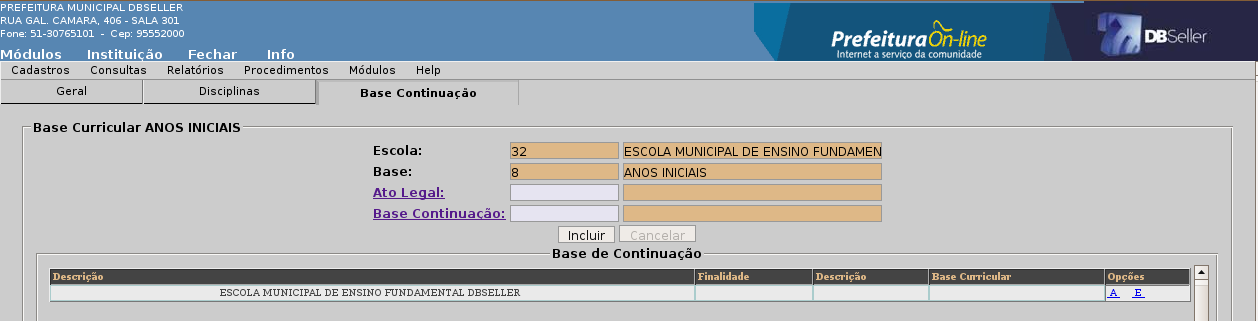 PREFEITURA MUNICIPAL DBSELLER
RUA GAL. CAMARA, 406 - SALA 301
Fone: 51-30765101 - Cep: 95552000
Prefeitura On-line
Internet a serviço da comunidade
DBSeller
Módulos Instituição Fechar Info
Cadastros Consultas Relatórios Procedimentos Módulos Help
Geral Disciplinas Base Continuação
Base Curricular ANOS INICIAIS
Escola: 32 ESCOLA MUNICIPAL DE ENSINO FUNDAMEN
Base: 8 ANOS INICIAIS
Ato Legal:
Base Continuação:
Incluir Cancelar
Base de Continuação
Descrição Finalidade Descrição Base Curricular Opções
ESCOLA MUNICIPAL DE ENSINO FUNDAMENTAL DBSELLER A E